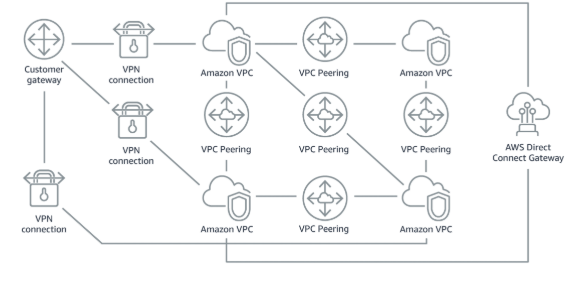 Customer
gateway
VPN
connection
Amazon VPC
VPC Peering
Amazon VPC
VPN
connection
VPC Peering
VPC Peering
VPC Peering
AWS Direct
Connect Gateway
VPN
connection
Amazon VPC
VPC Peering
Amazon VPC